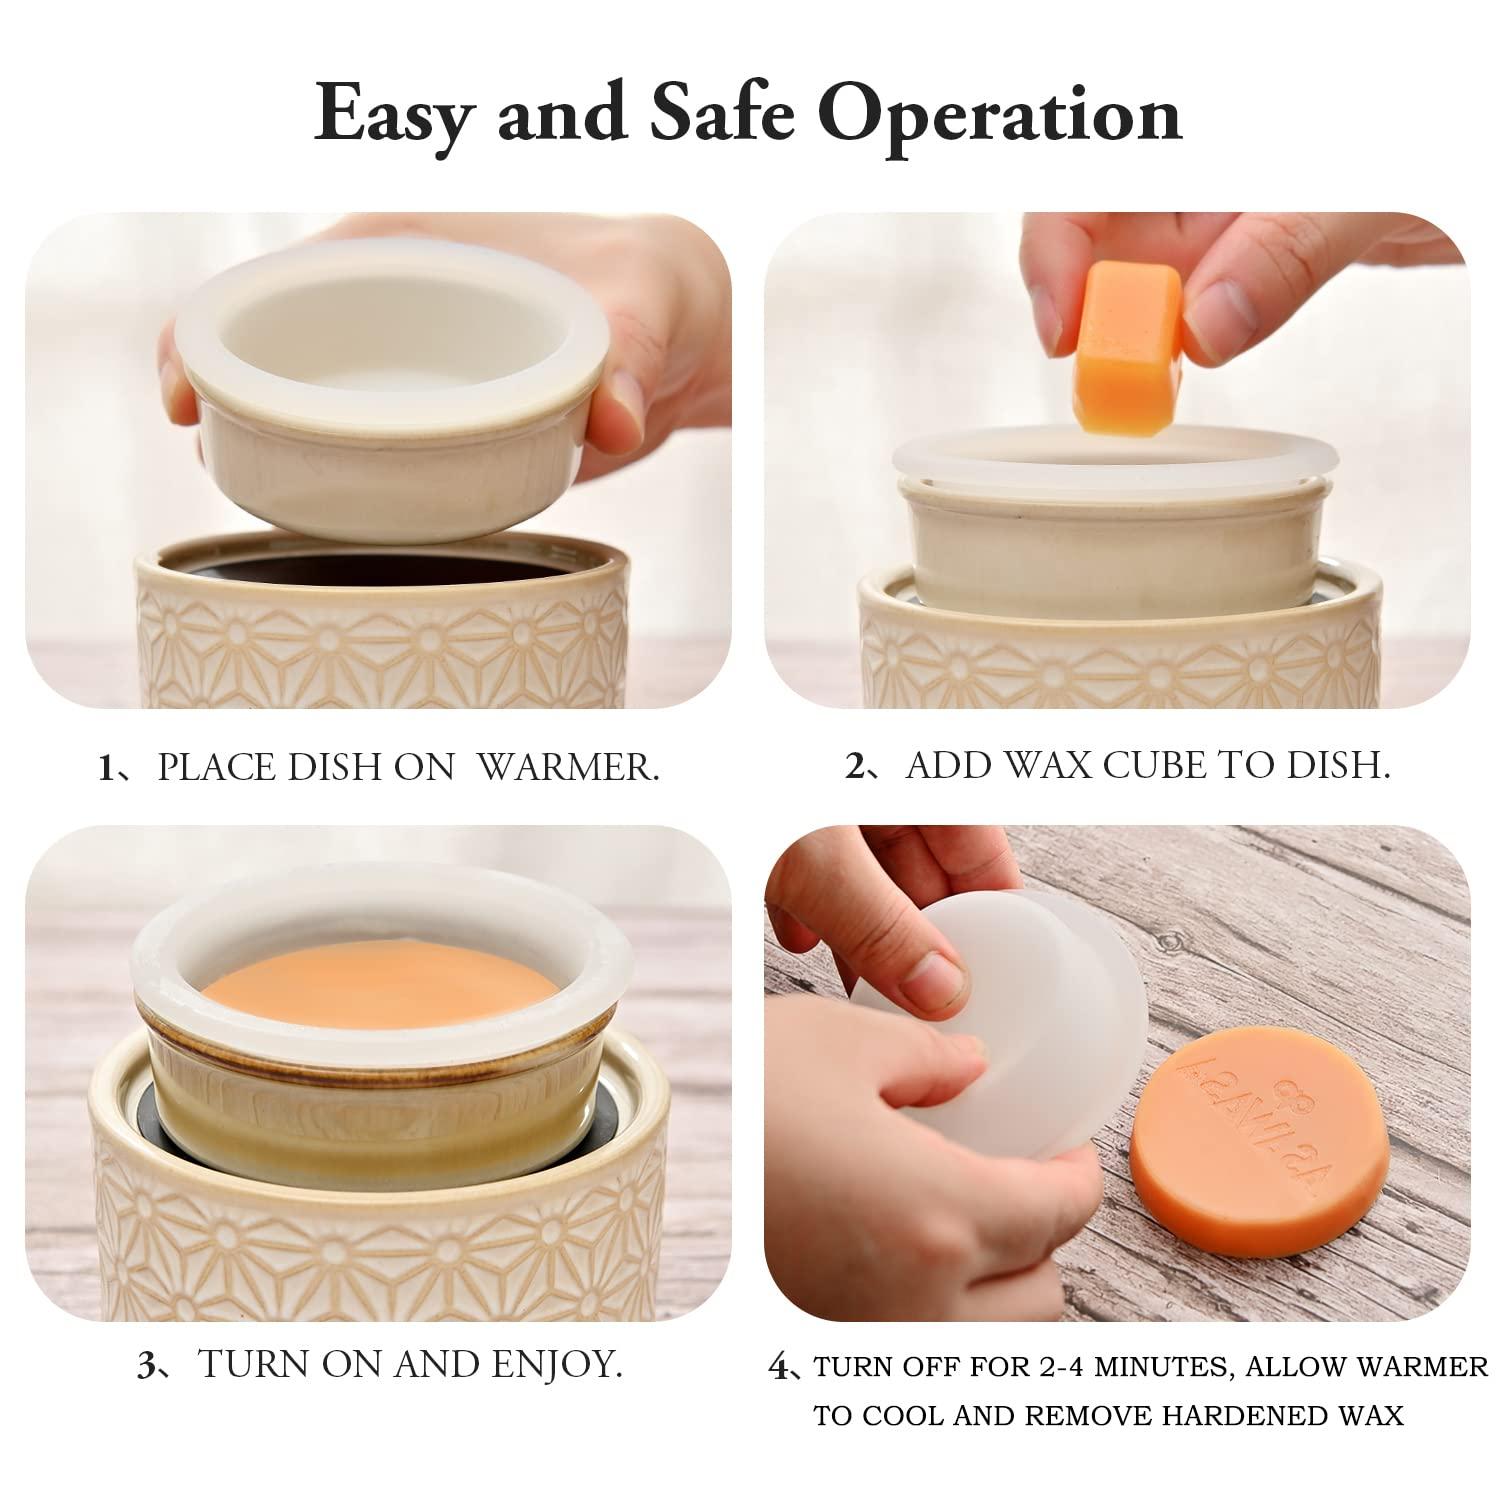 Easy and Safe Operation
1、 PLACE DISH ON WARMER.
2、 ADD WAX CUBE TO DISH.
3、 TURN ON AND ENJOY.
4、 TURN OFF FOR 2-4 MINUTES, ALLOW WARMER
TO COOL AND REMOVE HARDENED WAX
ASAWLSA